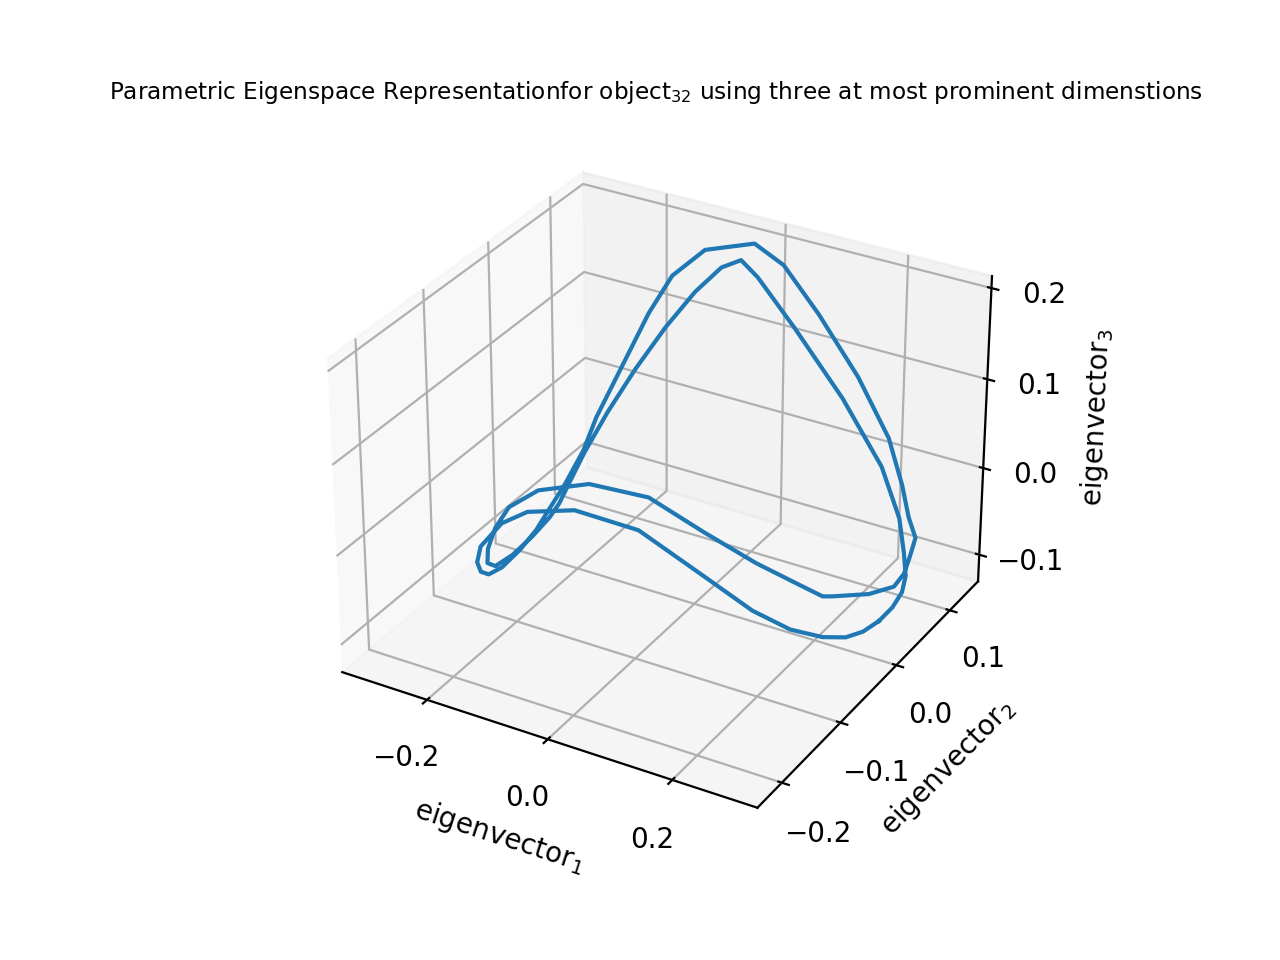 Parametric Eigenspace Representationfor object₃₂ using three at most prominent dimenstions
0.2
0.1
0.0
−0.1
eigenvector₃
0.1
0.0
−0.1
−0.2
eigenvector₂
−0.2
0.0
0.2
eigenvector₁